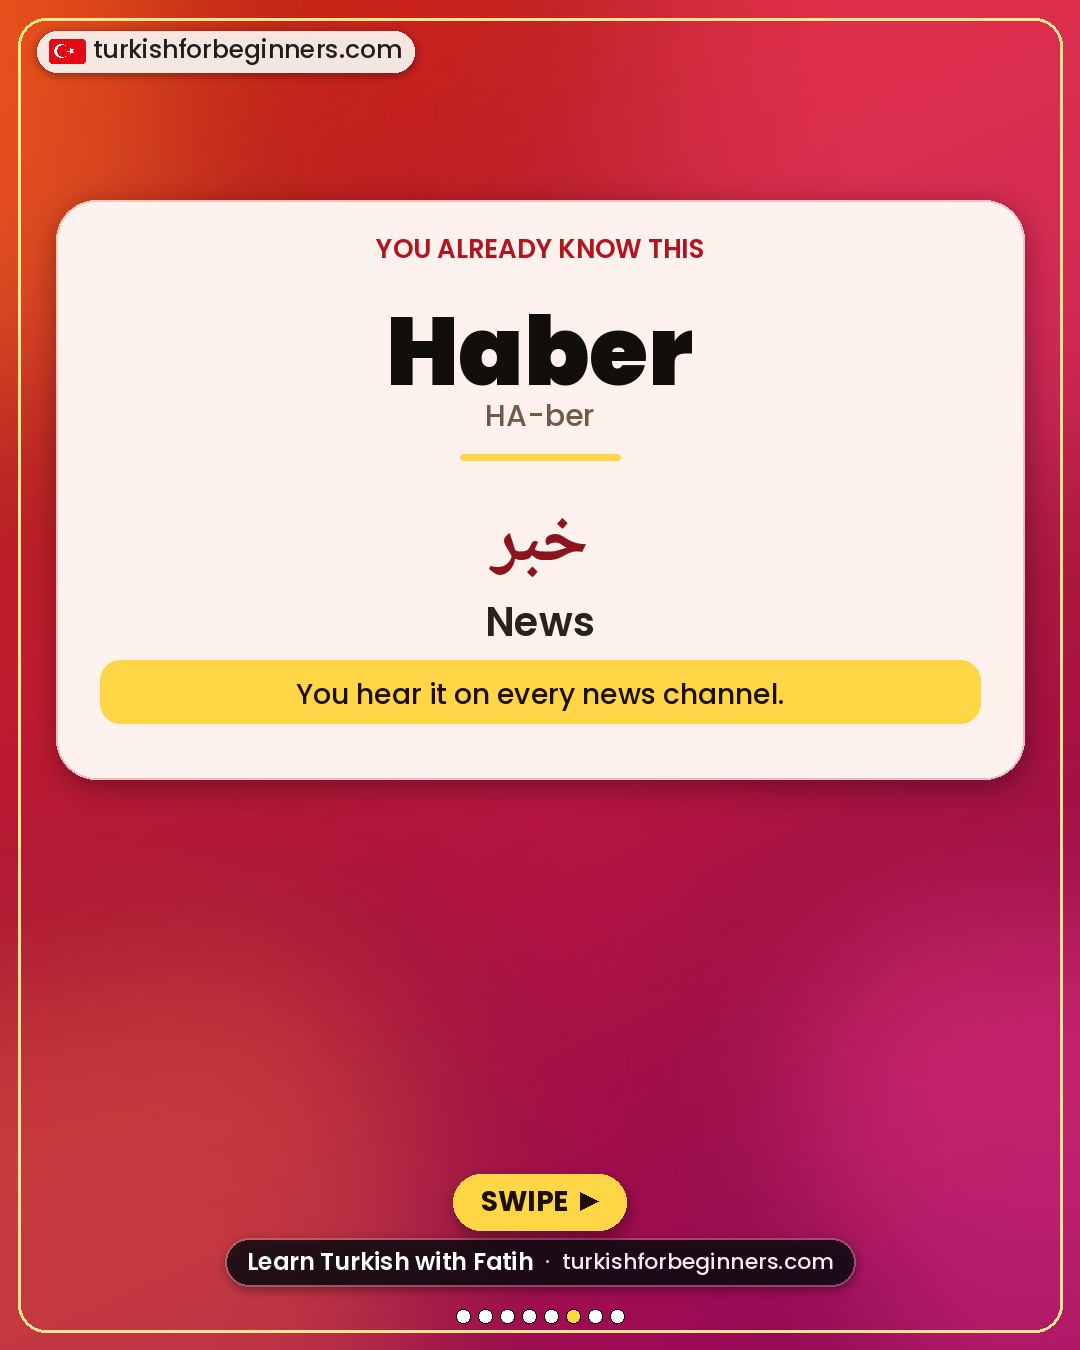 turkishforbeginners.com
YOU ALREADY KNOW THIS
Haber
HA-ber
خبر
News
You hear it on every news channel.
SWIPE ▶
Learn Turkish with Fatih · turkishforbeginners.com